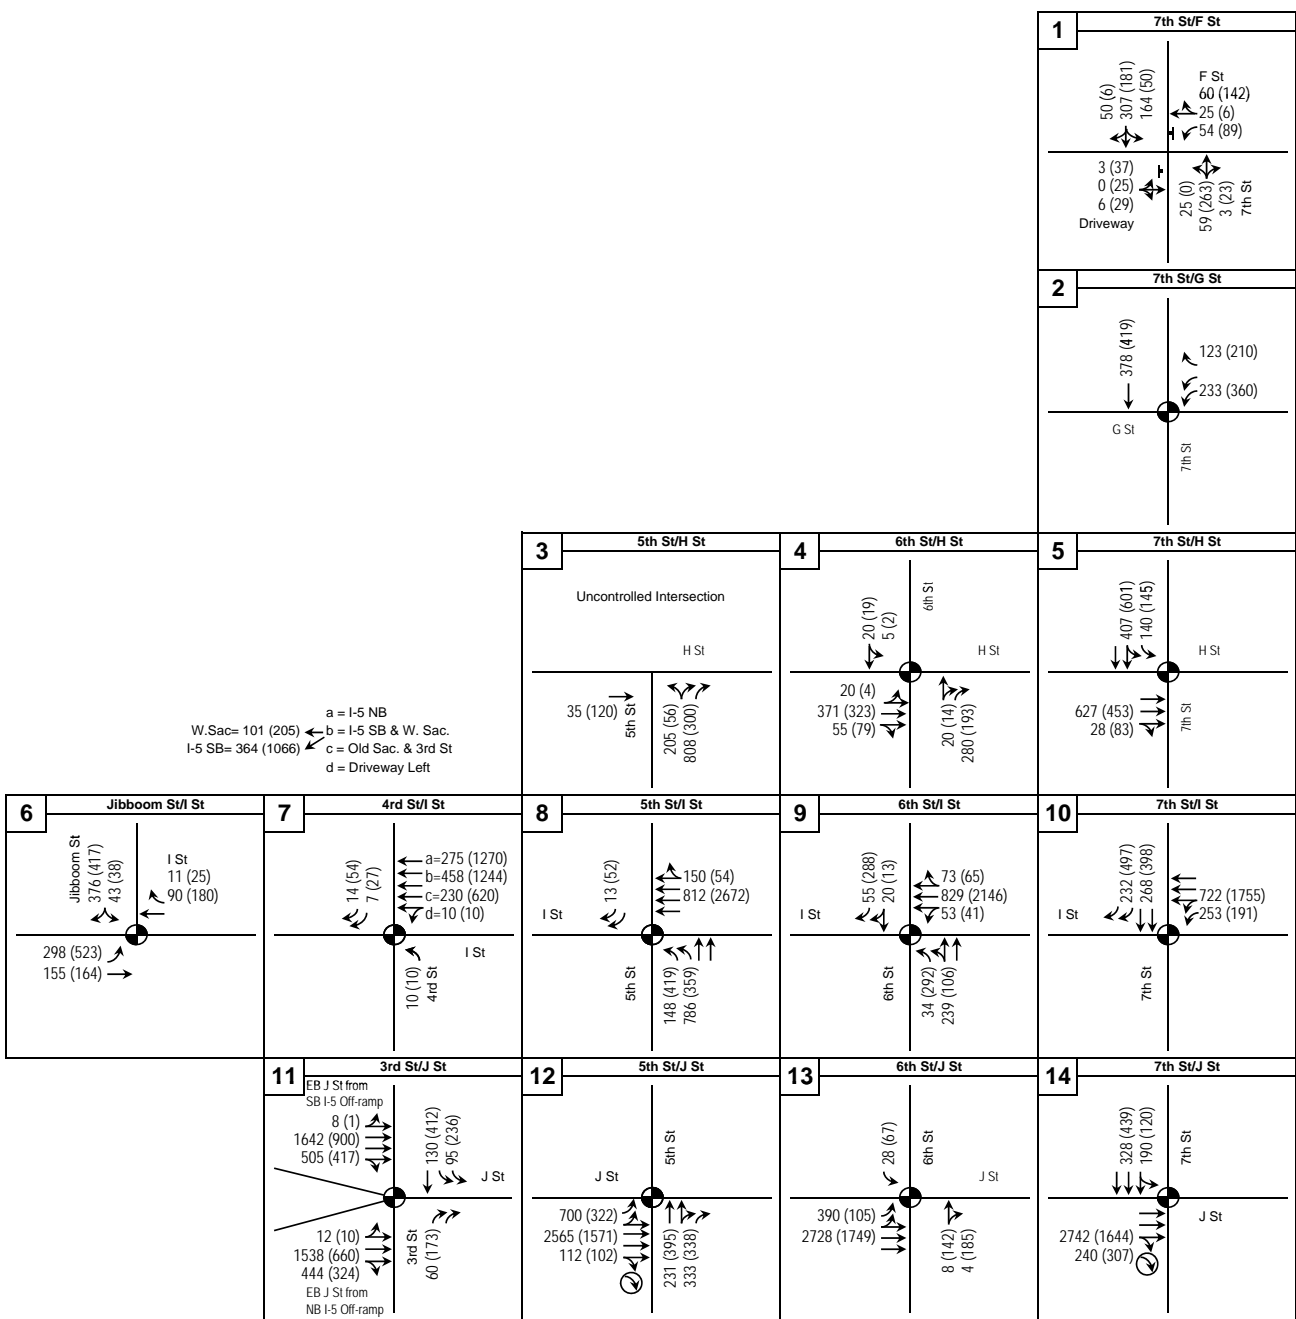 1
7th St/F St
50 (6)
307 (181)
164 (50)
F St
60 (142)
25 (6)
54 (89)
3 (37)
0 (25)
6 (29)
Driveway
25 (0)
59 (263)
3 (23)
7th St
2
7th St/G St
378 (419)
123 (210)
233 (360)
G St
7th St
3
5th St/H St
Uncontrolled Intersection
H St
35 (120)
5th St
205 (56)
808 (300)
4
6th St/H St
20 (19)
5 (2)
6th St
H St
20 (4)
371 (323)
55 (79)
20 (14)
280 (193)
5
7th St/H St
407 (601)
140 (145)
H St
627 (453)
28 (83)
7th St
a = I-5 NB
W.Sac= 101 (205) b = I-5 SB & W. Sac.
I-5 SB= 364 (1066) c = Old Sac. & 3rd St
d = Driveway Left
6
Jibboom St/I St
Jibboom St
376 (417)
43 (38)
I St
11 (25)
90 (180)
298 (523)
155 (164)
7
4rd St/I St
14 (54)
7 (27)
a=275 (1270)
b=458 (1244)
c=230 (620)
d=10 (10)
I St
10 (10)
4rd St
8
5th St/I St
13 (52)
150 (54)
812 (2672)
I St
5th St
148 (419)
786 (359)
9
6th St/I St
55 (288)
20 (13)
73 (65)
829 (2146)
53 (41)
I St
6th St
34 (292)
239 (106)
10
7th St/I St
232 (497)
268 (398)
722 (1755)
253 (191)
I St
7th St
11
3rd St/J St
EB J St from
SB I-5 Off-ramp
8 (1)
1642 (900)
505 (417)
130 (412)
95 (236)
J St
12 (10)
1538 (660)
444 (324)
EB J St from
NB I-5 Off-ramp
3rd St
60 (173)
12
5th St/J St
5th St
J St
700 (322)
2565 (1571)
112 (102)
231 (395)
333 (338)
13
6th St/J St
28 (67)
6th St
J St
390 (105)
2728 (1749)
8 (142)
4 (185)
14
7th St/J St
328 (439)
190 (120)
7th St
J St
2742 (1644)
240 (307)